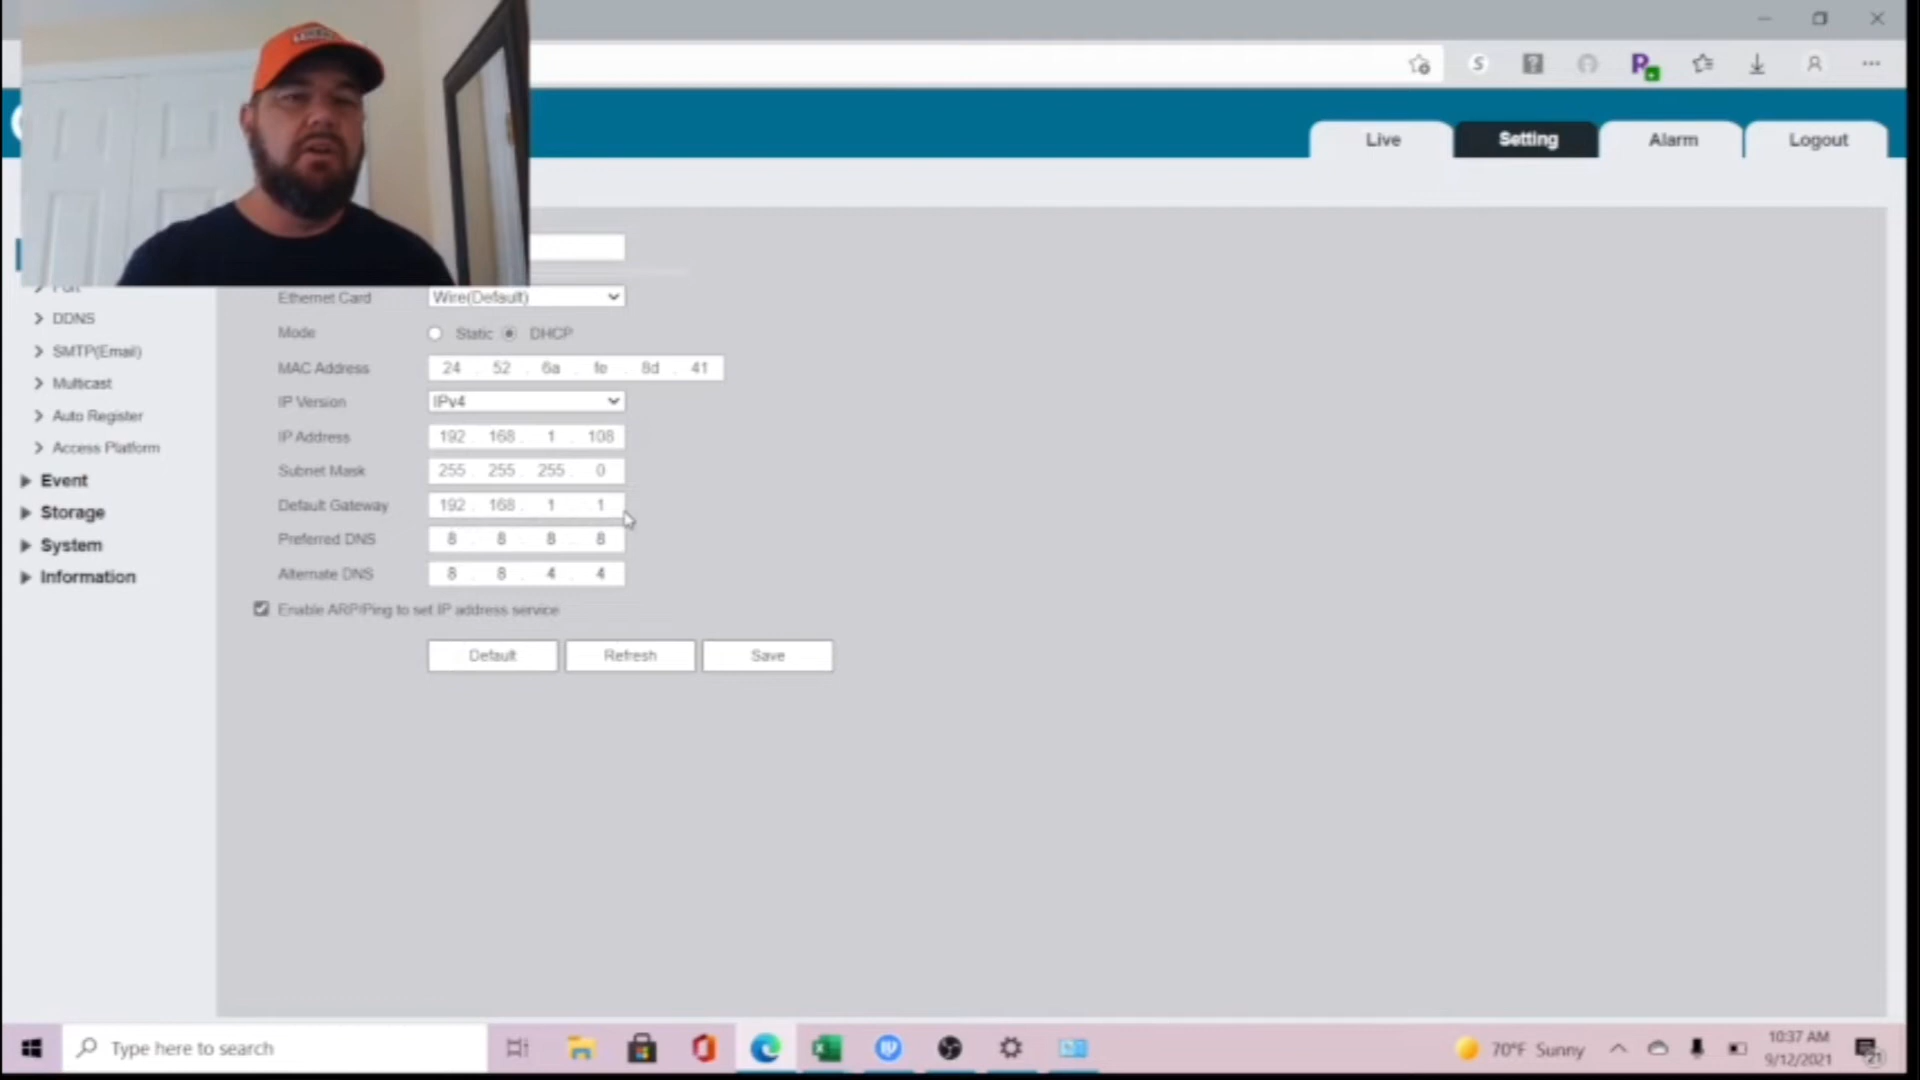 Live
Setting
Alarm
Logout
Port
DDNS
SMTP(Email)
Multicast
Auto Register
Access Platform
Event
Storage
System
Information
Ethernet Card Wire(Default)
Mode Static DHCP
MAC Address 24 . 52 . 6a . fe . 8d . 41
IP Version IPv4
IP Address 192 . 168 . 1 . 108
Subnet Mask 255 . 255 . 255 . 0
Default Gateway 192 . 168 . 1 . 1
Preferred DNS 8 . 8 . 8 . 8
Alternate DNS 8 . 8 . 4 . 4
Enable ARP/Ping to set IP address service
Default Refresh Save
Type here to search
70°F Sunny
10:37 AM
9/12/2021
21